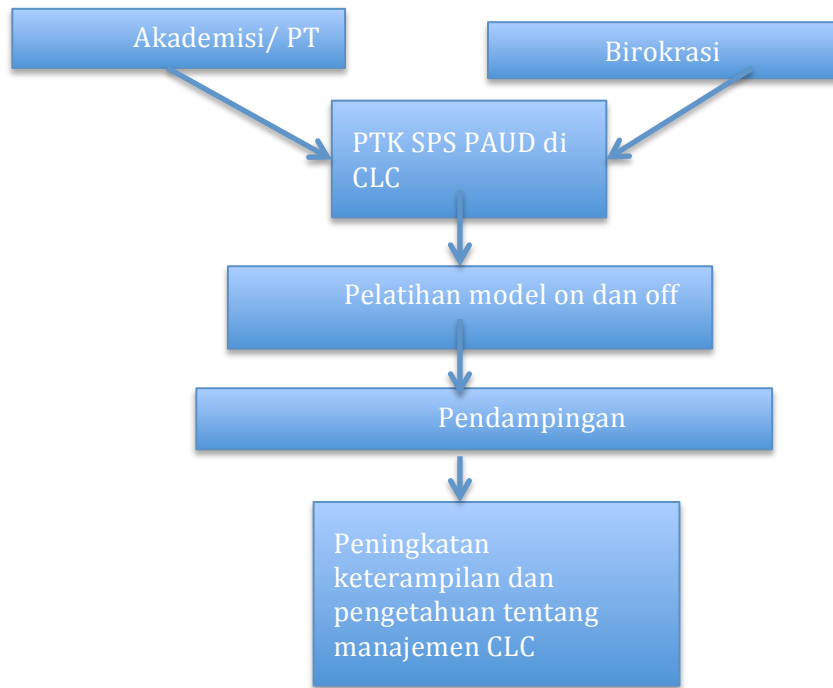 Akademisi/ PT
Birokrasi
PTK SPS PAUD di
CLC
Pelatihan model on dan off
Pendampingan
Peningkatan
keterampilan dan
pengetahuan tentang
manajemen CLC